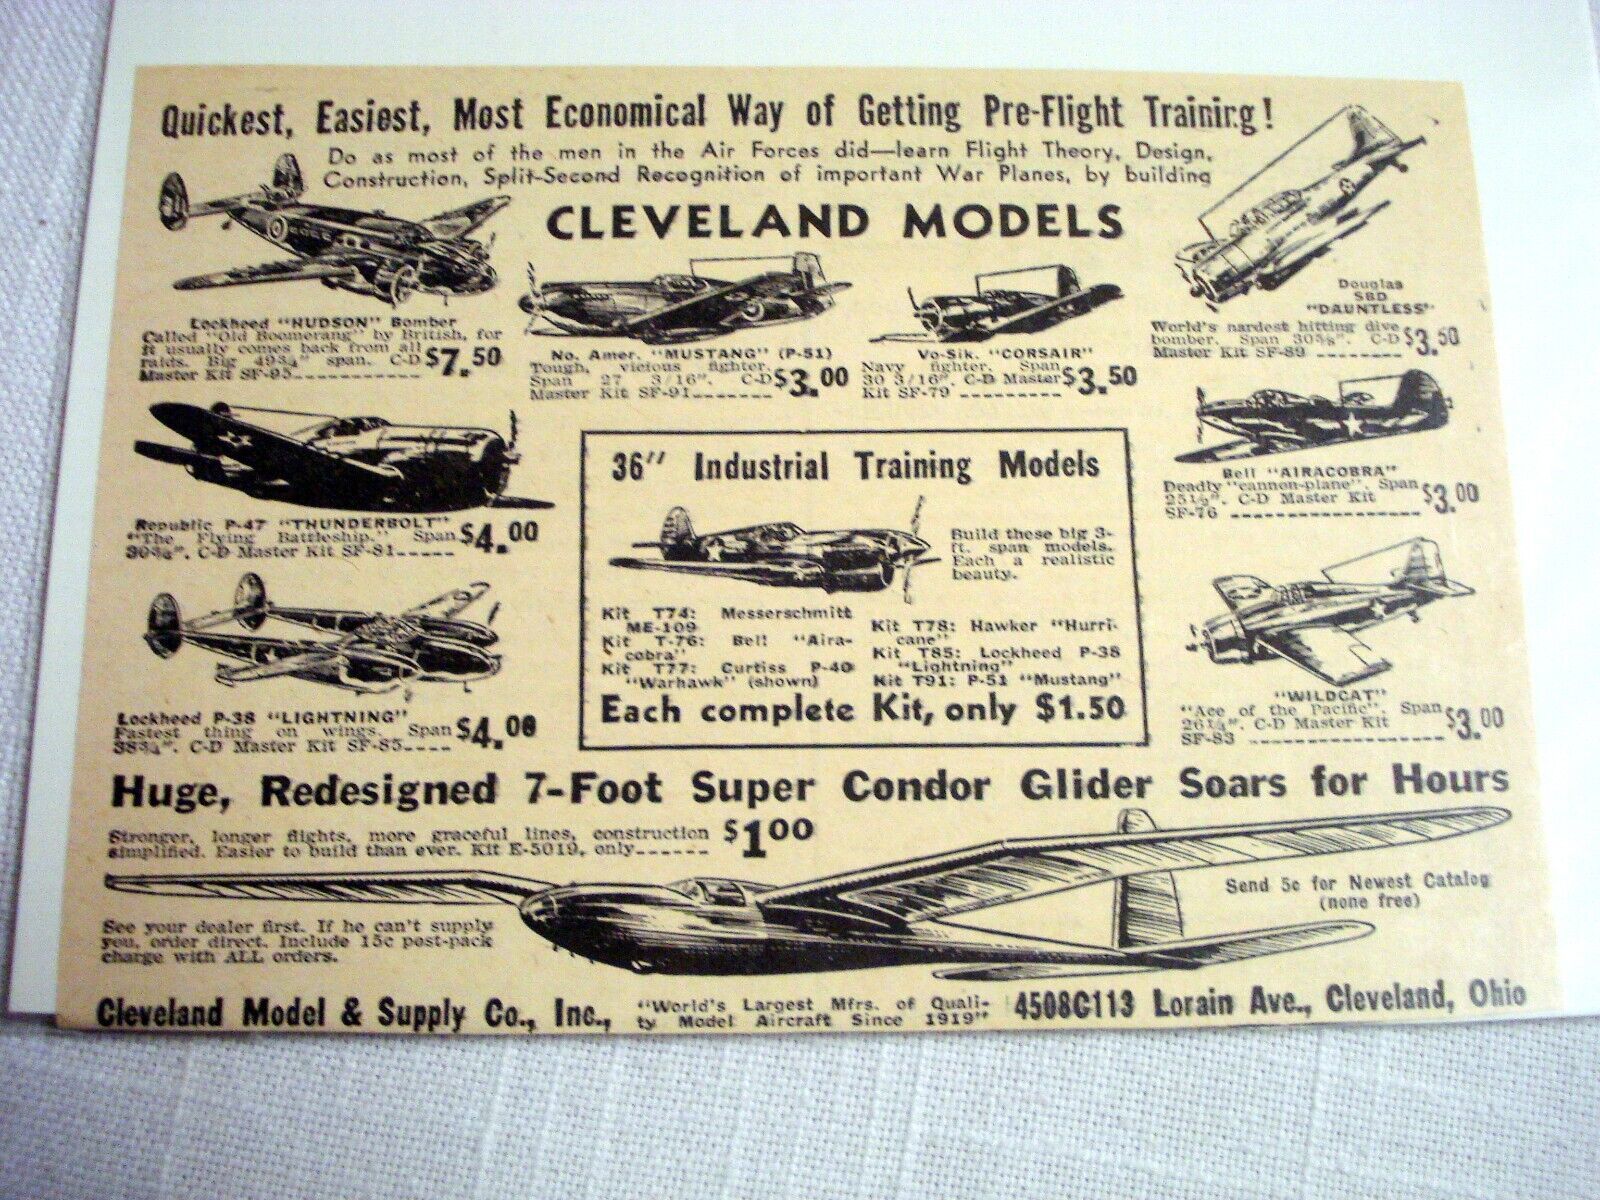 Quickest, Easiest, Most Economical Way of Getting Pre-Flight Training!
Do as most of the men in the Air Forces did—learn Flight Theory, Design,
Construction, Split-Second Recognition of important War Planes, by building
CLEVELAND MODELS
Lockheed "HUDSON" Bomber
Called "Old Boomerang" by British, for
it usually comes back from all
raids. Big 49¾" span. C-D
Master Kit SF-95------------ $7.50
No. Amer. "MUSTANG" (P-51)
Tough, vicious fighter.
Span 27 3/16". C-D
Master Kit SF-91------- $3.00
Vo-Sik. "CORSAIR"
Navy fighter. Span
30 3/16". C-D Master
Kit SF-79 ---------- $3.50
Douglas
SBD
"DAUNTLESS"
World's hardest hitting dive
bomber. Span 30⅝". C-D
Master Kit SF-89 -------- $3.50
Republic P-47 "THUNDERBOLT"
"The Flying Battleship." Span
30¾". C-D Master Kit SF-81----- $4.00
Bell "AIRACOBRA"
Deadly "cannon-plane". Span
25½". C-D Master Kit
SF-76 ---------------- $3.00
Lockheed P-38 "LIGHTNING"
Fastest thing on wings. Span
38¾". C-D Master Kit SF-85---- $4.00
"WILDCAT"
"Ace of the Pacific". Span
26¼". C-D Master Kit
SF-83 ---------------- $3.00
36" Industrial Training Models
Build these big 3-
ft. span models.
Each a realistic
beauty.
Kit T74: Messerschmitt
ME-109
Kit T-76: Bell "Aira-
cobra"
Kit T77: Curtiss P-40
"Warhawk" (shown)
Kit T78: Hawker "Hurri-
cane"
Kit T85: Lockheed P-38
"Lightning"
Kit T91: P-51 "Mustang"
Each complete Kit, only $1.50
Huge, Redesigned 7-Foot Super Condor Glider Soars for Hours
Stronger, longer flights, more graceful lines, construction
simplified. Easier to build than ever. Kit E-5019, only------ $1.00
See your dealer first. If he can't supply
you, order direct. Include 15c post-pack
charge with ALL orders.
Send 5c for Newest Catalog
(none free)
Cleveland Model & Supply Co., Inc., "World's Largest Mfrs. of Quali-
ty Model Aircraft Since 1919" 4508C113 Lorain Ave., Cleveland, Ohio